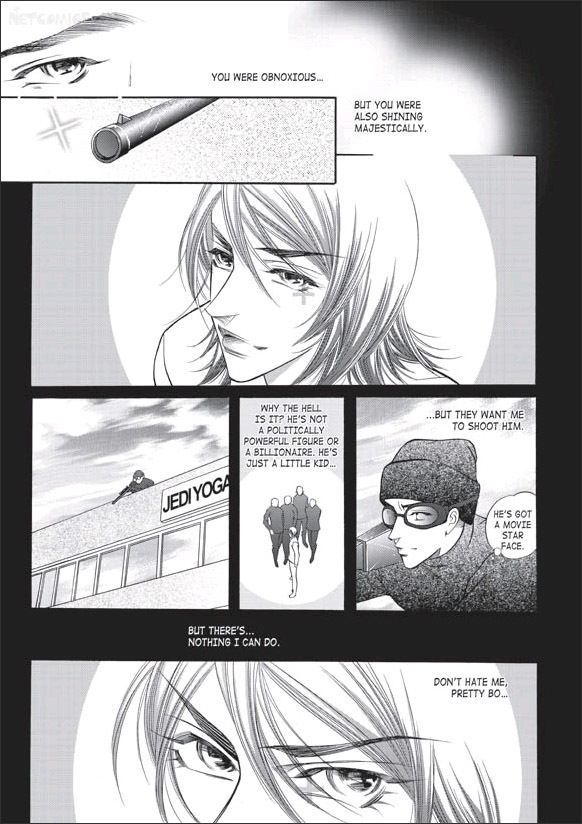 NETCOMICS
YOU WERE OBNOXIOUS...
BUT YOU WERE
ALSO SHINING
MAJESTICALLY.
JEDI YOGA
WHY THE HELL
IS IT? HE'S NOT
A POLITICALLY
POWERFUL FIGURE OR
A BILLIONAIRE. HE'S
JUST A LITTLE KID...
...BUT THEY WANT ME
TO SHOOT HIM.
HE'S GOT
A MOVIE
STAR
FACE.
BUT THERE'S...
NOTHING I CAN DO.
DON'T HATE ME,
PRETTY BO...